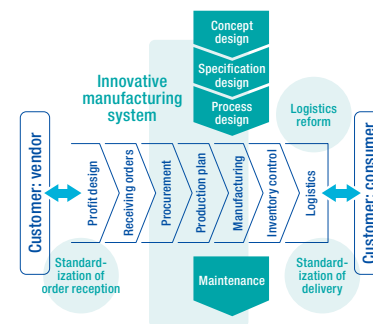 Concept
design
Specification
design
Process
design
Innovative
manufacturing
system
Logistics
reform
Customer: vendor
Profit design
Receiving orders
Procurement
Production plan
Manufacturing
Inventory control
Logistics
Customer: consumer
Standard-
ization of
order reception
Maintenance
Standard-
ization of
delivery